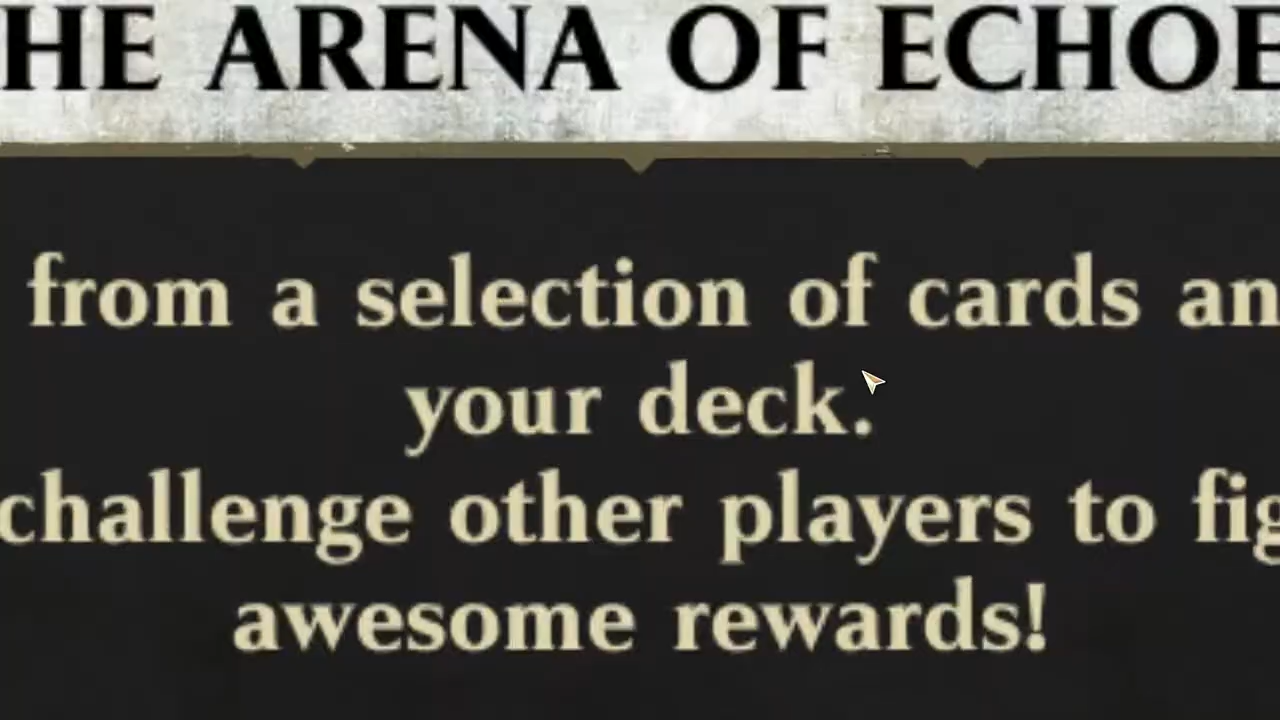 HE ARENA OF ECHOE
from a selection of cards an
your deck.
challenge other players to fig
awesome rewards!